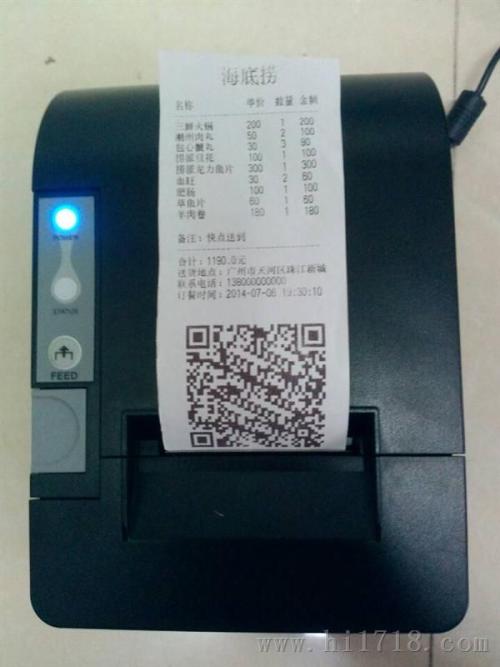 海底捞
名称 单价 数量 金额
三鲜火锅 200 1 200
潮州肉丸 50 2 100
包心蟹丸 30 3 90
捞派豆花 100 1 100
捞派龙力鱼片 300 1 300
血旺 30 2 60
肥肠 100 1 100
草鱼片 60 1 60
羊肉卷 180 1 180
备注：快点送到
合计：1190.0元
送货地点：广州市天河区珠江新城
联系电话：138000000000
订餐时间：2014-07-06 19:30:10
POWER
STATUS
FEED
www.hi1718.com